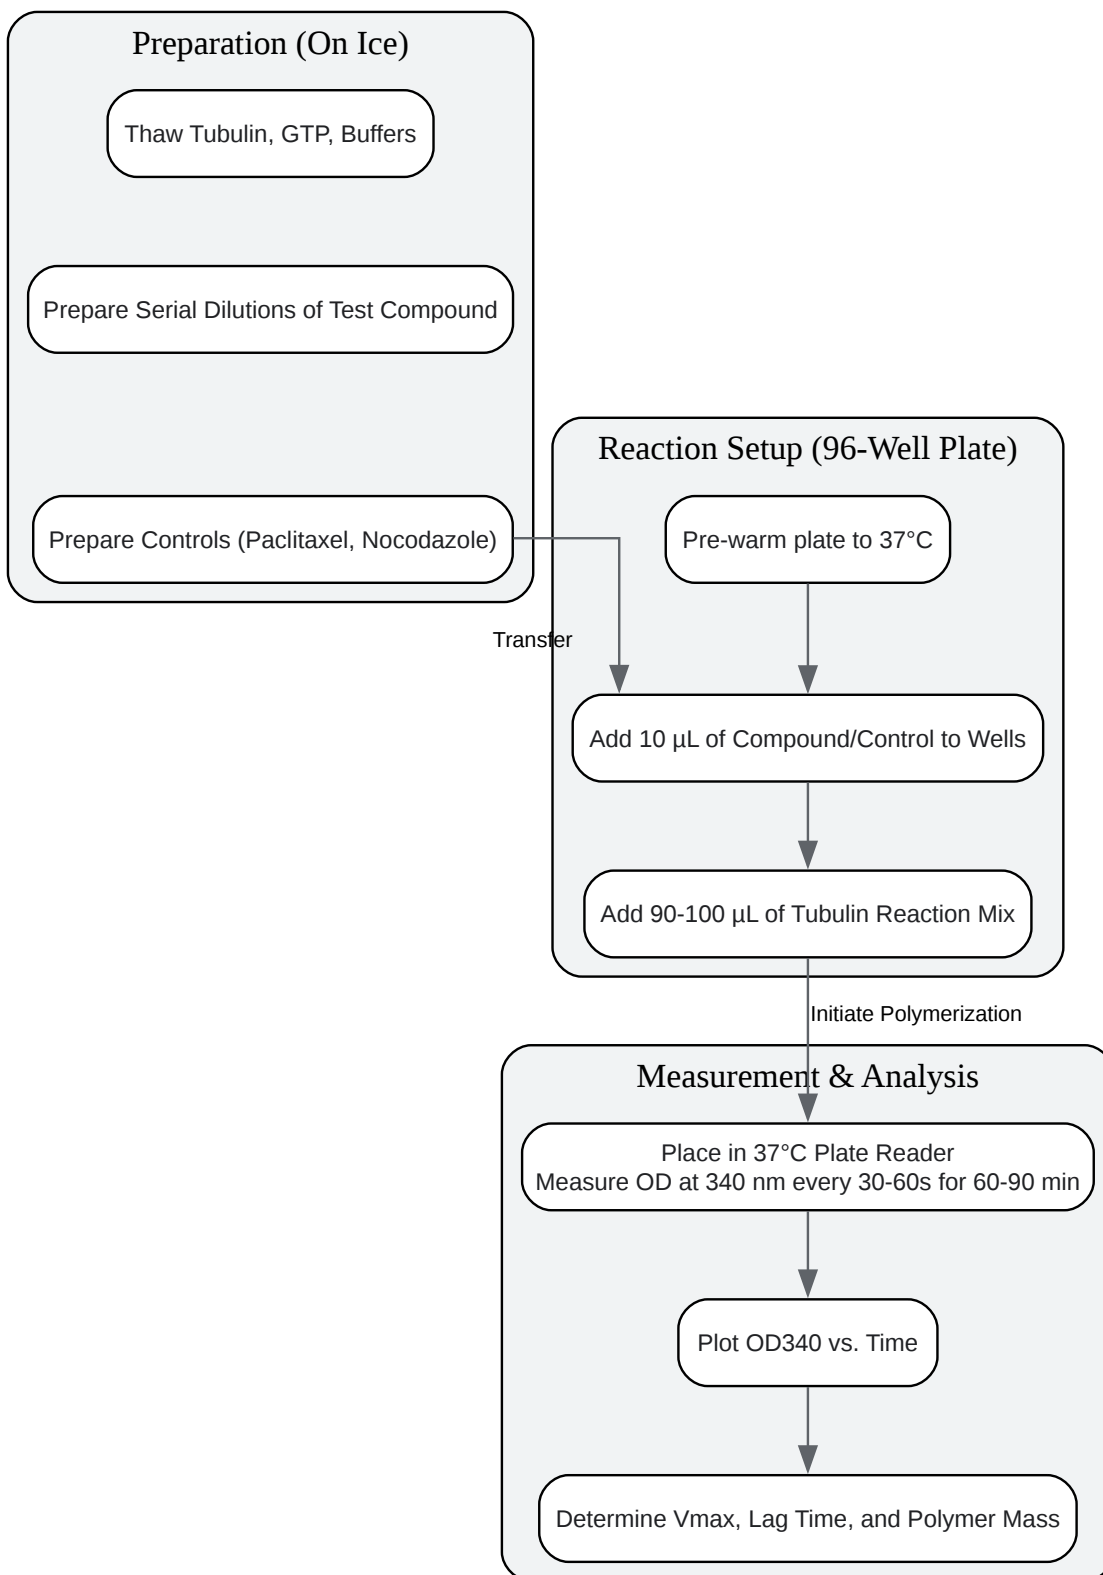 Preparation (On Ice)
Thaw Tubulin, GTP, Buffers
Prepare Serial Dilutions of Test Compound
Prepare Controls (Paclitaxel, Nocodazole)
Transfer
Reaction Setup (96-Well Plate)
Pre-warm plate to 37°C
Add 10 µL of Compound/Control to Wells
Add 90-100 µL of Tubulin Reaction Mix
Initiate Polymerization
Measurement & Analysis
Place in 37°C Plate Reader
Measure OD at 340 nm every 30-60s for 60-90 min
Plot OD340 vs. Time
Determine Vmax, Lag Time, and Polymer Mass